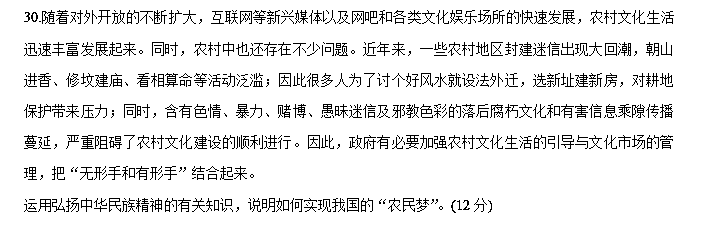 30.随着对外开放的不断扩大，互联网等新兴媒体以及网吧和各类文化娱乐场所的快速发展，农村文化生活
迅速丰富发展起来。同时，农村中也还存在不少问题。近年来，一些农村地区封建迷信出现大回潮，朝山
进香、修坟建庙、看相算命等活动泛滥；因此很多人为了讨个好风水就设法外迁，选新址建新房，对耕地
保护带来压力；同时，含有色情、暴力、赌博、愚昧迷信及邪教色彩的落后腐朽文化和有害信息乘隙传播
蔓延，严重阻碍了农村文化建设的顺利进行。因此，政府有必要加强农村文化生活的引导与文化市场的管
理，把“无形手和有形手”结合起来。
运用弘扬中华民族精神的有关知识，说明如何实现我国的“农民梦”。(12 分)